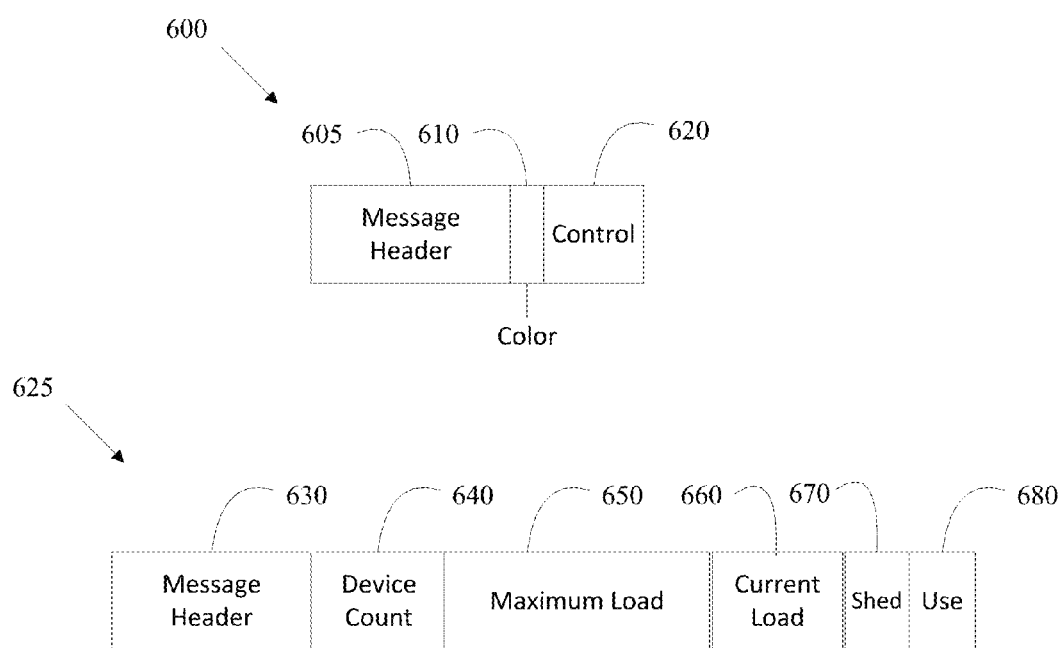 600
605 610 620
Message
Header
Control
Color
625
630 640 650 660 670 680
Message
Header
Device
Count
Maximum Load
Current
Load
Shed
Use